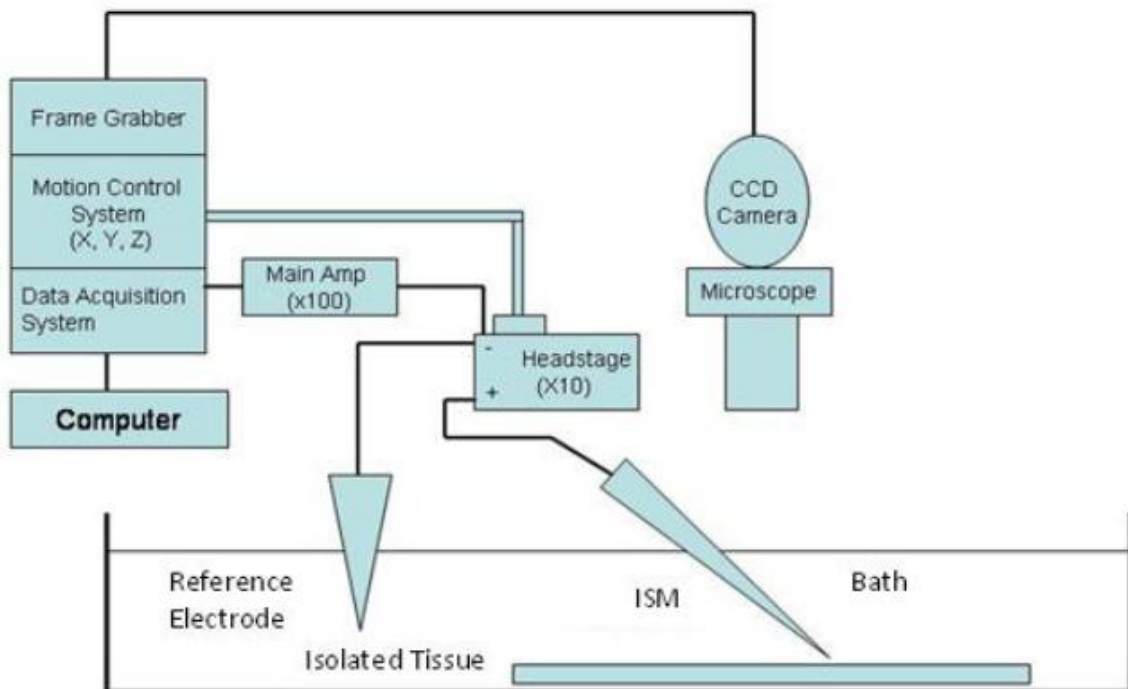 Frame Grabber
Motion Control
System
(X, Y, Z)
Data Acquisition
System
Computer
Main Amp
(x100)
-
Headstage
(X10)
+
CCD
Camera
Microscope
Reference
Electrode
ISM
Bath
Isolated Tissue